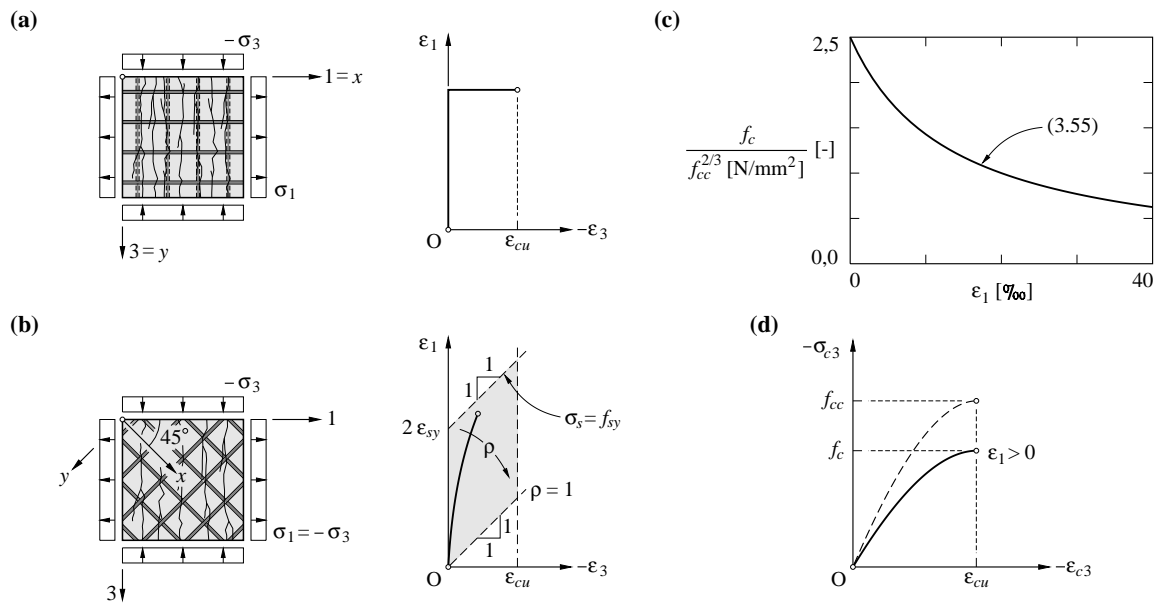 (a)
−σ3
1 = x
σ1
3 = y
ε1
O
εcu
−ε3
(b)
−σ3
1
45°
y
x
σ1 = −σ3
3
ε1
1
1
σs = fsy
2 εsy
ρ
ρ = 1
1
1
O
εcu
−ε3
(c)
2,5
fc
fcc^2/3 [N/mm²]
[-]
(3.55)
0,0
0
40
ε1 [‰]
(d)
−σc3
fcc
fc
ε1 > 0
O
εcu
−εc3